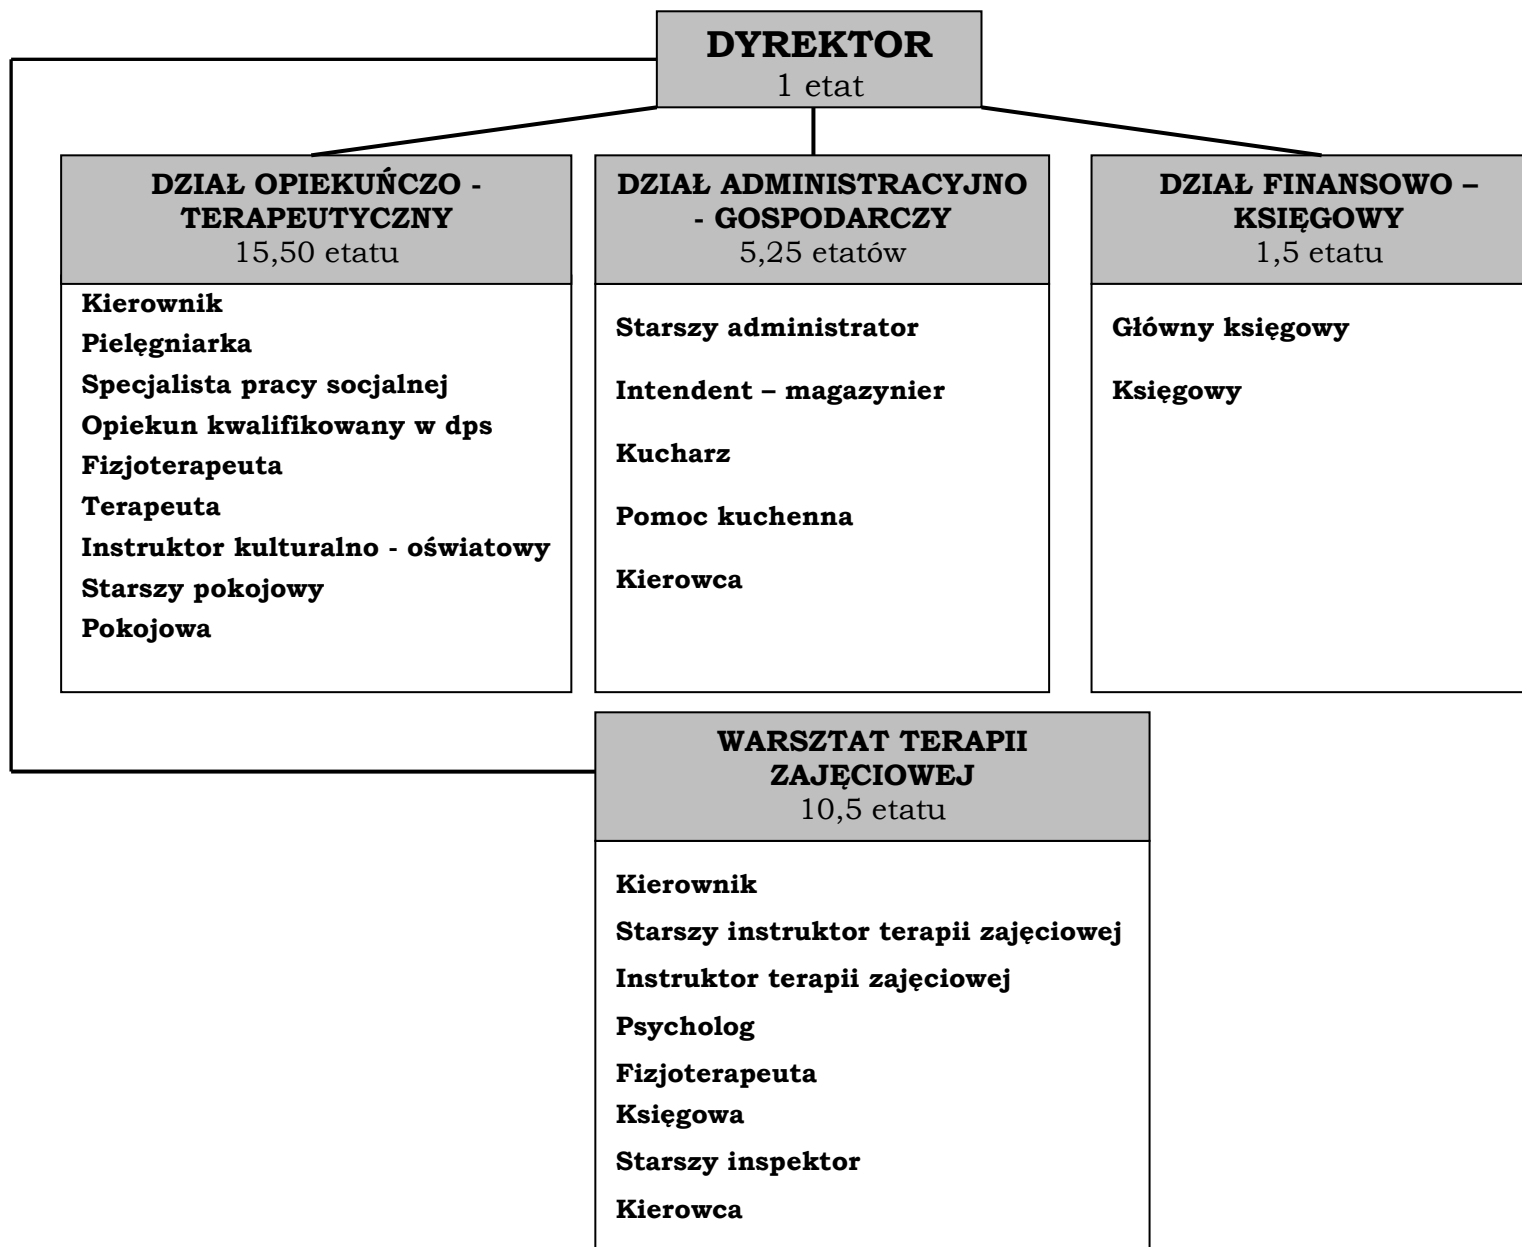 DYREKTOR
1 etat
DZIAŁ OPIEKUŃCZO -
TERAPEUTYCZNY
15,50 etatu
Kierownik
Pielęgniarka
Specjalista pracy socjalnej
Opiekun kwalifikowany w dps
Fizjoterapeuta
Terapeuta
Instruktor kulturalno - oświatowy
Starszy pokojowy
Pokojowa
DZIAŁ ADMINISTRACYJNO
- GOSPODARCZY
5,25 etatów
Starszy administrator
Intendent – magazynier
Kucharz
Pomoc kuchenna
Kierowca
DZIAŁ FINANSOWO –
KSIĘGOWY
1,5 etatu
Główny księgowy
Księgowy
WARSZTAT TERAPII
ZAJĘCIOWEJ
10,5 etatu
Kierownik
Starszy instruktor terapii zajęciowej
Instruktor terapii zajęciowej
Psycholog
Fizjoterapeuta
Księgowa
Starszy inspektor
Kierowca